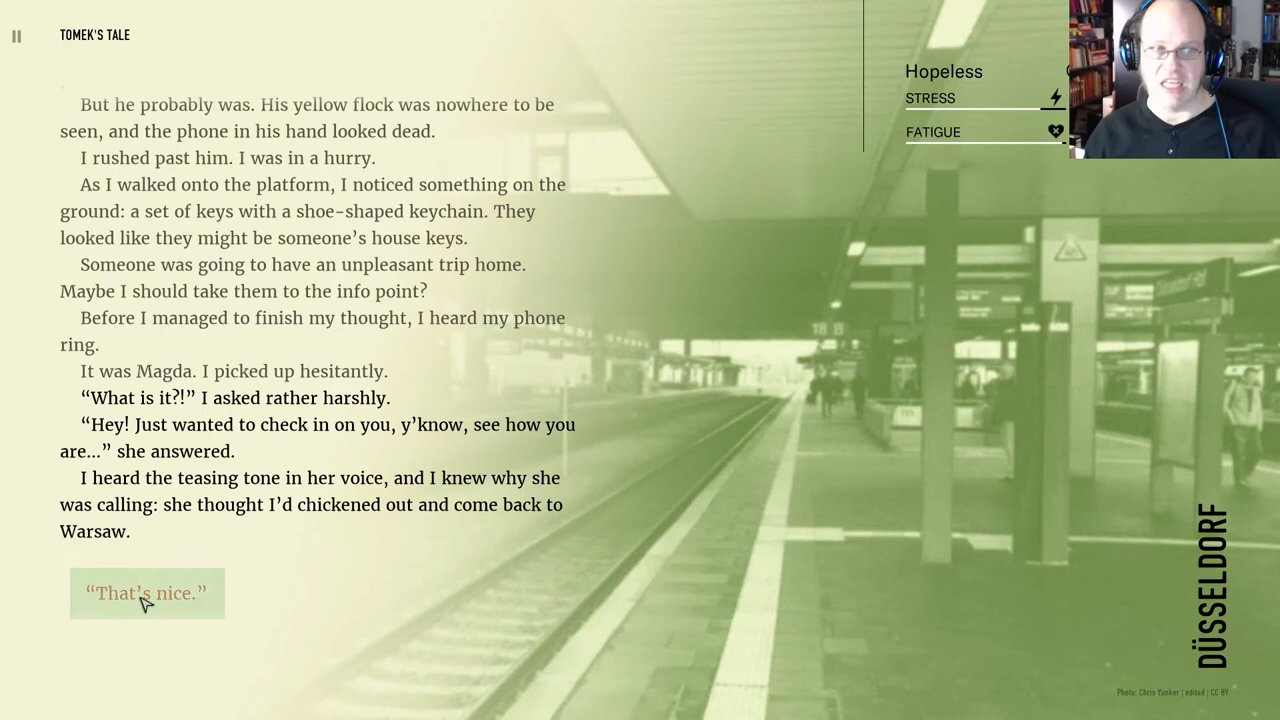 TOMEK'S TALE
But he probably was. His yellow flock was nowhere to be
seen, and the phone in his hand looked dead.
I rushed past him. I was in a hurry.
As I walked onto the platform, I noticed something on the
ground: a set of keys with a shoe-shaped keychain. They
looked like they might be someone’s house keys.
Someone was going to have an unpleasant trip home.
Maybe I should take them to the info point?
Before I managed to finish my thought, I heard my phone
ring.
It was Magda. I picked up hesitantly.
“What is it?!” I asked rather harshly.
“Hey! Just wanted to check in on you, y’know, see how you
are...” she answered.
I heard the teasing tone in her voice, and I knew why she
was calling: she thought I’d chickened out and come back to
Warsaw.
“That’s nice.”
Hopeless
STRESS
FATIGUE
18
DÜSSELDORF
Photo: Chris Yunker | edited | CC BY